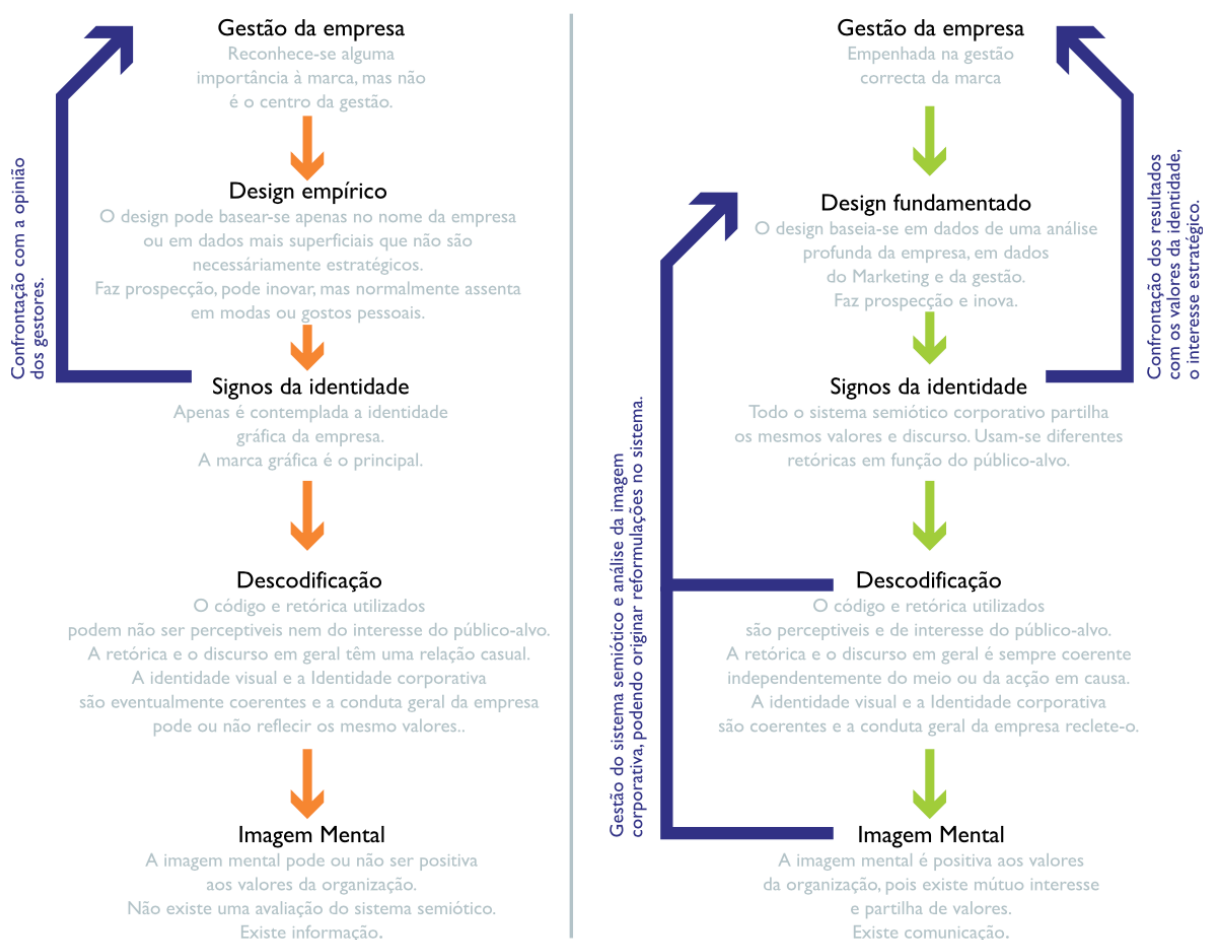 Gestão da empresa
Reconhece-se alguma
importância à marca, mas não
é o centro da gestão.
Design empírico
O design pode basear-se apenas no nome da empresa
ou em dados mais superficiais que não são
necessáriamente estratégicos.
Faz prospecção, pode inovar, mas normalmente assenta
em modas ou gostos pessoais.
Signos da identidade
Apenas é contemplada a identidade
gráfica da empresa.
A marca gráfica é o principal.
Descodificação
O código e retórica utilizados
podem não ser perceptiveis nem do interesse do público-alvo.
A retórica e o discurso em geral têm uma relação casual.
A identidade visual e a Identidade corporativa
são eventualmente coerentes e a conduta geral da empresa
pode ou não reflecir os mesmo valores..
Imagem Mental
A imagem mental pode ou não ser positiva
aos valores da organização.
Não existe uma avaliação do sistema semiótico.
Existe informação.
Confrontação com a opinião
dos gestores.
Gestão da empresa
Empenhada na gestão
correcta da marca
Design fundamentado
O design baseia-se em dados de uma análise
profunda da empresa, em dados
do Marketing e da gestão.
Faz prospecção e inova.
Signos da identidade
Todo o sistema semiótico corporativo partilha
os mesmos valores e discurso. Usam-se diferentes
retóricas em função do público-alvo.
Descodificação
O código e retórica utilizados
são perceptiveis e de interesse do público-alvo.
A retórica e o discurso em geral é sempre coerente
independentemente do meio ou da acção em causa.
A identidade visual e a Identidade corporativa
são coerentes e a conduta geral da empresa reclete-o.
Imagem Mental
A imagem mental é positiva aos valores
da organização, pois existe mútuo interesse
e partilha de valores.
Existe comunicação.
Gestão do sistema semiótico e análise da imagem
corporativa, podendo originar reformulações no sistema.
Confrontação dos resultados
com os valores da identidade,
o interesse estratégico.